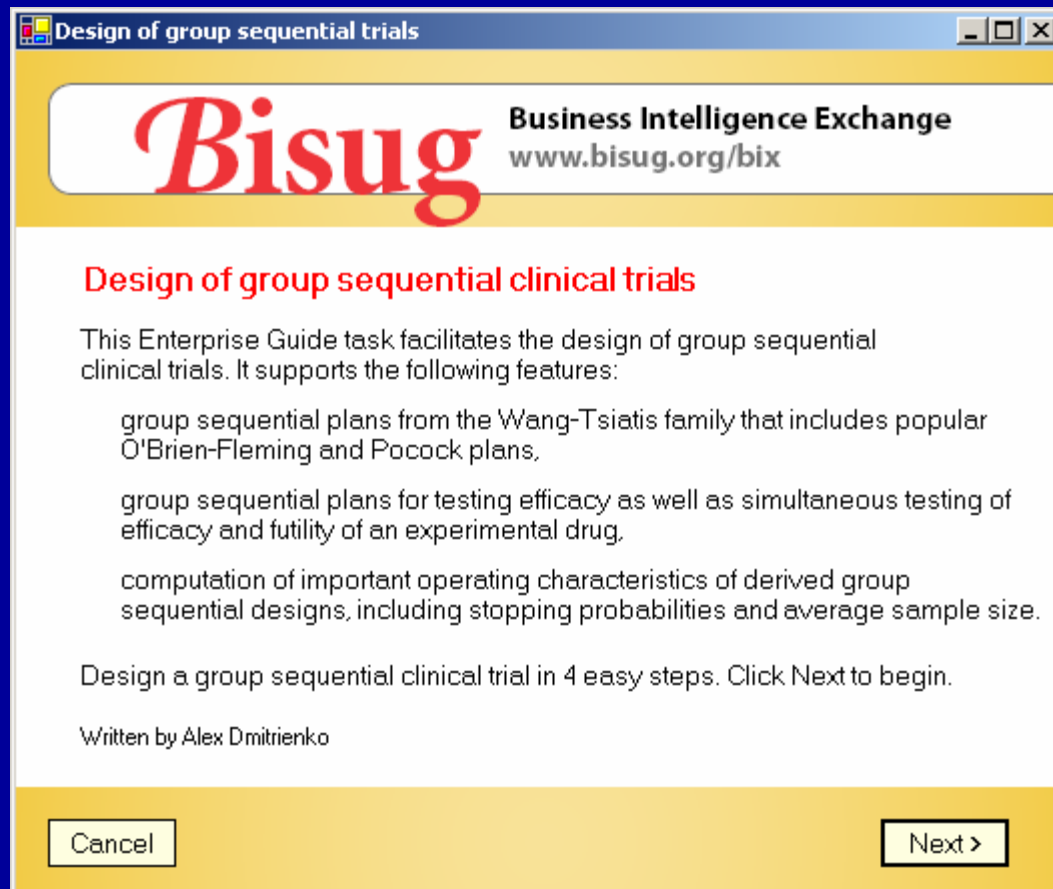 Design of group sequential trials
Bisug
Business Intelligence Exchange
www.bisug.org/bix
Design of group sequential clinical trials
This Enterprise Guide task facilitates the design of group sequential
clinical trials. It supports the following features:
group sequential plans from the Wang-Tsiatis family that includes popular
O'Brien-Fleming and Pocock plans,
group sequential plans for testing efficacy as well as simultaneous testing of
efficacy and futility of an experimental drug,
computation of important operating characteristics of derived group
sequential designs, including stopping probabilities and average sample size.
Design a group sequential clinical trial in 4 easy steps. Click Next to begin.
Written by Alex Dmitrienko
Cancel
Next >